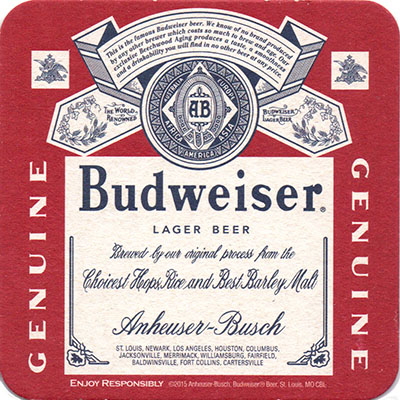 This is the famous Budweiser beer. We know of no brand produced
by any other brewer which costs so much to brew and age. Our
exclusive Beechwood Aging produces a taste, a smoothness
and a drinkability you will find in no other beer at any price.
THE WORLD
RENOWNED
AB
AMERICA
BUDWEISER
LAGER BEER
GENUINE
Budweiser®
LAGER BEER
Brewed by our original process from the
Choicest Hops, Rice and Best Barley Malt
Anheuser-Busch
ST. LOUIS, NEWARK, LOS ANGELES, HOUSTON, COLUMBUS,
JACKSONVILLE, MERRIMACK, WILLIAMSBURG, FAIRFIELD,
BALDWINSVILLE, FORT COLLINS, CARTERSVILLE
GENUINE
ENJOY RESPONSIBLY ©2015 Anheuser-Busch, Budweiser® Beer, St. Louis, MO